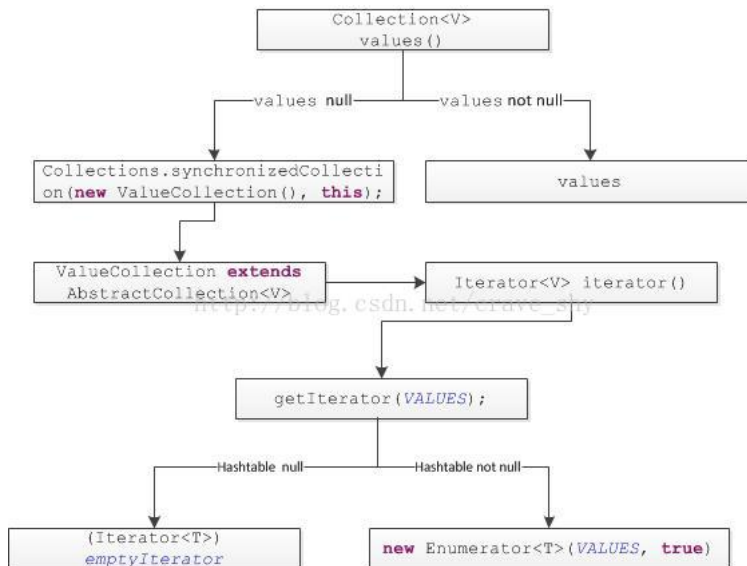 Collection<V>
values()
values null
values not null
Collections.synchronizedCollecti
on(new ValueCollection(), this);
values
ValueCollection extends
AbstractCollection<V>
Iterator<V> iterator()
http://blog.csdn.net/crave_shy
getIterator(VALUES);
Hashtable null
Hashtable not null
(Iterator<T>)
emptyIterator
new Enumerator<T>(VALUES, true)